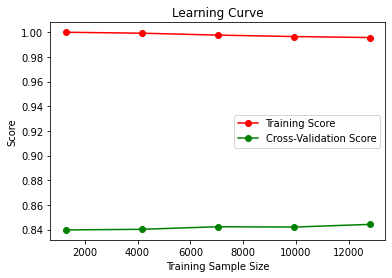 Learning Curve
1.00
0.98
0.96
0.94
0.92
0.90
0.88
0.86
0.84
Score
Training Score
Cross-Validation Score
2000 4000 6000 8000 10000 12000
Training Sample Size